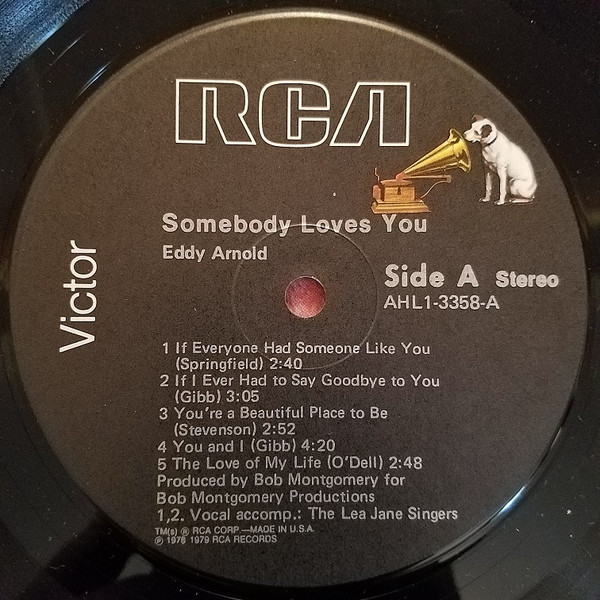 RCA
Somebody Loves You
Eddy Arnold
Victor
Side A Stereo
AHL1-3358-A
1 If Everyone Had Someone Like You
(Springfield) 2:40
2 If I Ever Had to Say Goodbye to You
(Gibb) 3:05
3 You're a Beautiful Place to Be
(Stevenson) 2:52
4 You and I (Gibb) 4:20
5 The Love of My Life (O'Dell) 2:48
Produced by Bob Montgomery for
Bob Montgomery Productions
1,2. Vocal accomp.: The Lea Jane Singers
TM(s) ® RCA CORP.—MADE IN U.S.A.
℗ 1978 1979 RCA RECORDS